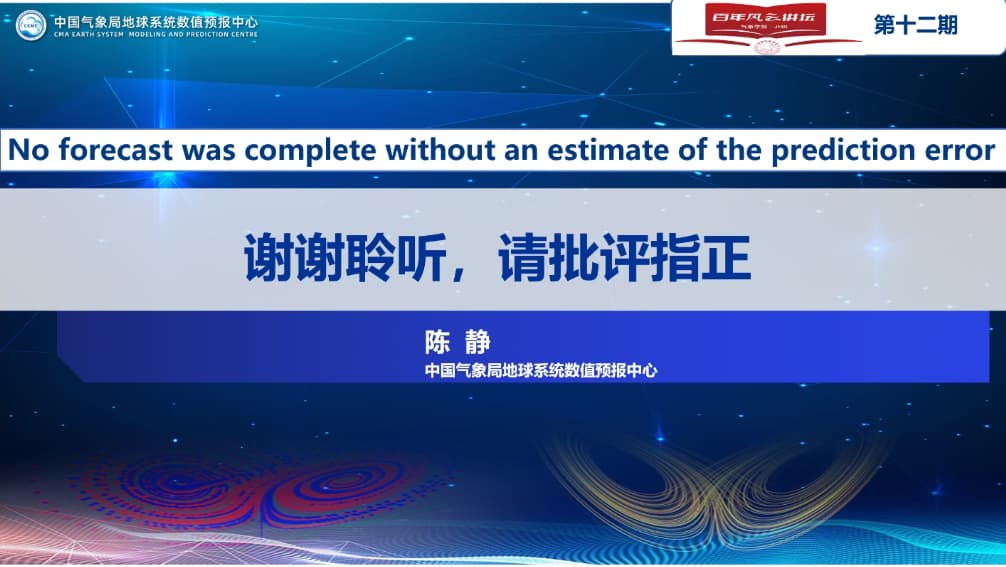 中国气象局地球系统数值预报中心
CMA EARTH SYSTEM MODELING AND PREDICTION CENTRE
百年风云讲坛
第十二期
No forecast was complete without an estimate of the prediction error
谢谢聆听，请批评指正
陈 静
中国气象局地球系统数值预报中心